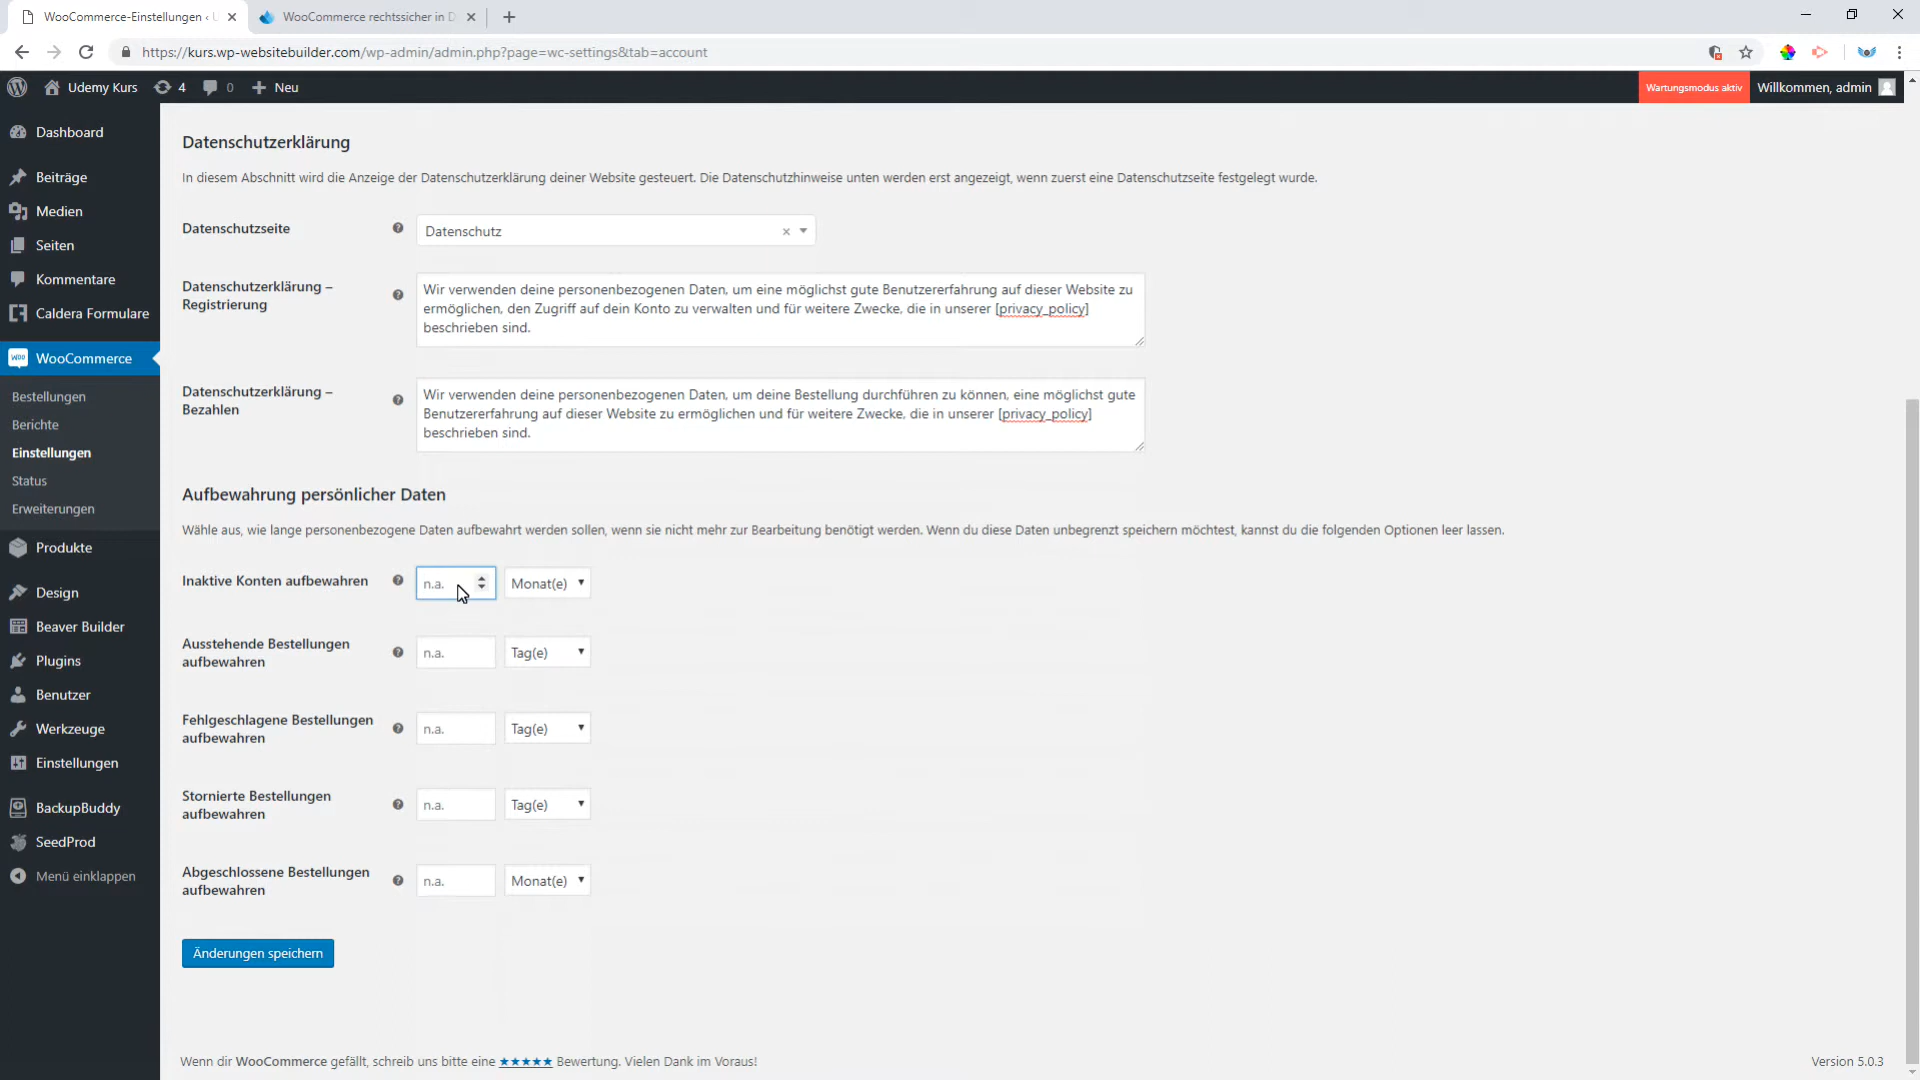 WooCommerce-Einstellungen ‹ U
WooCommerce rechtssicher in D
https://kurs.wp-websitebuilder.com/wp-admin/admin.php?page=wc-settings&tab=account
Udemy Kurs
4
0
Neu
Wartungsmodus aktiv
Willkommen, admin
Dashboard
Beiträge
Medien
Seiten
Kommentare
Caldera Formulare
WooCommerce
Bestellungen
Berichte
Einstellungen
Status
Erweiterungen
Produkte
Design
Beaver Builder
Plugins
Benutzer
Werkzeuge
Einstellungen
BackupBuddy
SeedProd
Menü einklappen
Datenschutzerklärung
In diesem Abschnitt wird die Anzeige der Datenschutzerklärung deiner Website gesteuert. Die Datenschutzhinweise unten werden erst angezeigt, wenn zuerst eine Datenschutzseite festgelegt wurde.
Datenschutzseite
Datenschutz
Datenschutzerklärung –
Registrierung
Wir verwenden deine personenbezogenen Daten, um eine möglichst gute Benutzererfahrung auf dieser Website zu
ermöglichen, den Zugriff auf dein Konto zu verwalten und für weitere Zwecke, die in unserer [privacy_policy]
beschrieben sind.
Datenschutzerklärung –
Bezahlen
Wir verwenden deine personenbezogenen Daten, um deine Bestellung durchführen zu können, eine möglichst gute
Benutzererfahrung auf dieser Website zu ermöglichen und für weitere Zwecke, die in unserer [privacy_policy]
beschrieben sind.
Aufbewahrung persönlicher Daten
Wähle aus, wie lange personenbezogene Daten aufbewahrt werden sollen, wenn sie nicht mehr zur Bearbeitung benötigt werden. Wenn du diese Daten unbegrenzt speichern möchtest, kannst du die folgenden Optionen leer lassen.
Inaktive Konten aufbewahren
n.a.
Monat(e)
Ausstehende Bestellungen
aufbewahren
n.a.
Tag(e)
Fehlgeschlagene Bestellungen
aufbewahren
n.a.
Tag(e)
Stornierte Bestellungen
aufbewahren
n.a.
Tag(e)
Abgeschlossene Bestellungen
aufbewahren
n.a.
Monat(e)
Änderungen speichern
Wenn dir WooCommerce gefällt, schreib uns bitte eine ★★★★★ Bewertung. Vielen Dank im Voraus!
Version 5.0.3